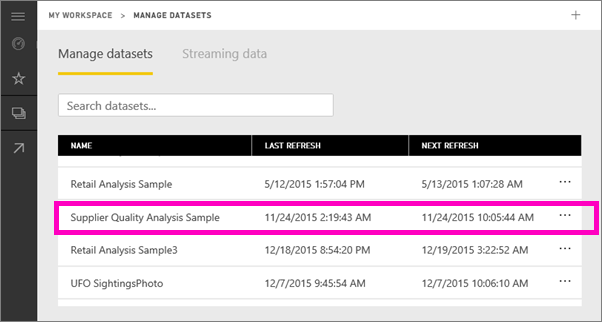 MY WORKSPACE > MANAGE DATASETS
Manage datasets Streaming data
Search datasets...
NAME LAST REFRESH NEXT REFRESH
Retail Analysis Sample 5/12/2015 1:57:04 PM 5/13/2015 1:07:28 AM ...
Supplier Quality Analysis Sample 11/24/2015 2:19:43 AM 11/24/2015 10:05:44 AM ...
Retail Analysis Sample3 12/18/2015 8:54:20 PM 12/19/2015 3:22:52 AM ...
UFO SightingsPhoto 12/7/2015 9:45:54 AM 12/7/2015 10:06:10 AM ...